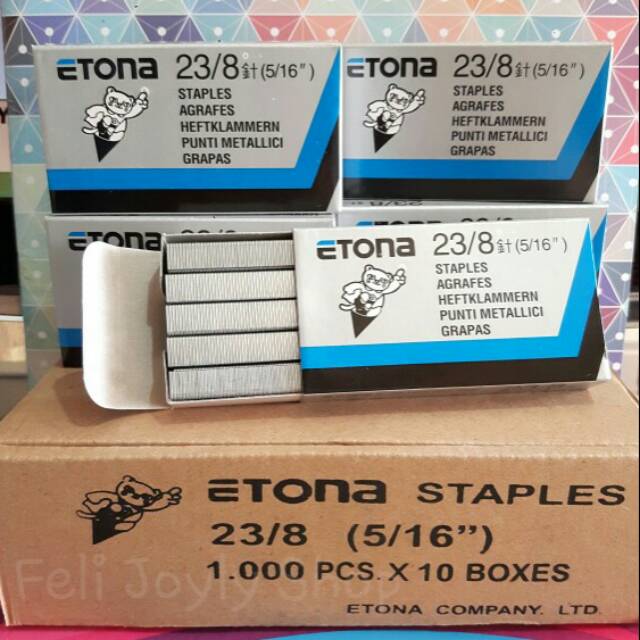 ETONA 23/8 針 (5/16")
STAPLES
AGRAFES
HEFTKLAMMERN
PUNTI METALLICI
GRAPAS
ETONA 23/8 針 (5/16")
STAPLES
AGRAFES
HEFTKLAMMERN
PUNTI METALLICI
GRAPAS
ETONA
ETONA 23/8 針 (5/16")
STAPLES
AGRAFES
HEFTKLAMMERN
PUNTI METALLICI
GRAPAS
ETONA STAPLES
23/8 (5/16")
1.000 PCS. X 10 BOXES
ETONA COMPANY. LTD.
Feli Joyly Shop